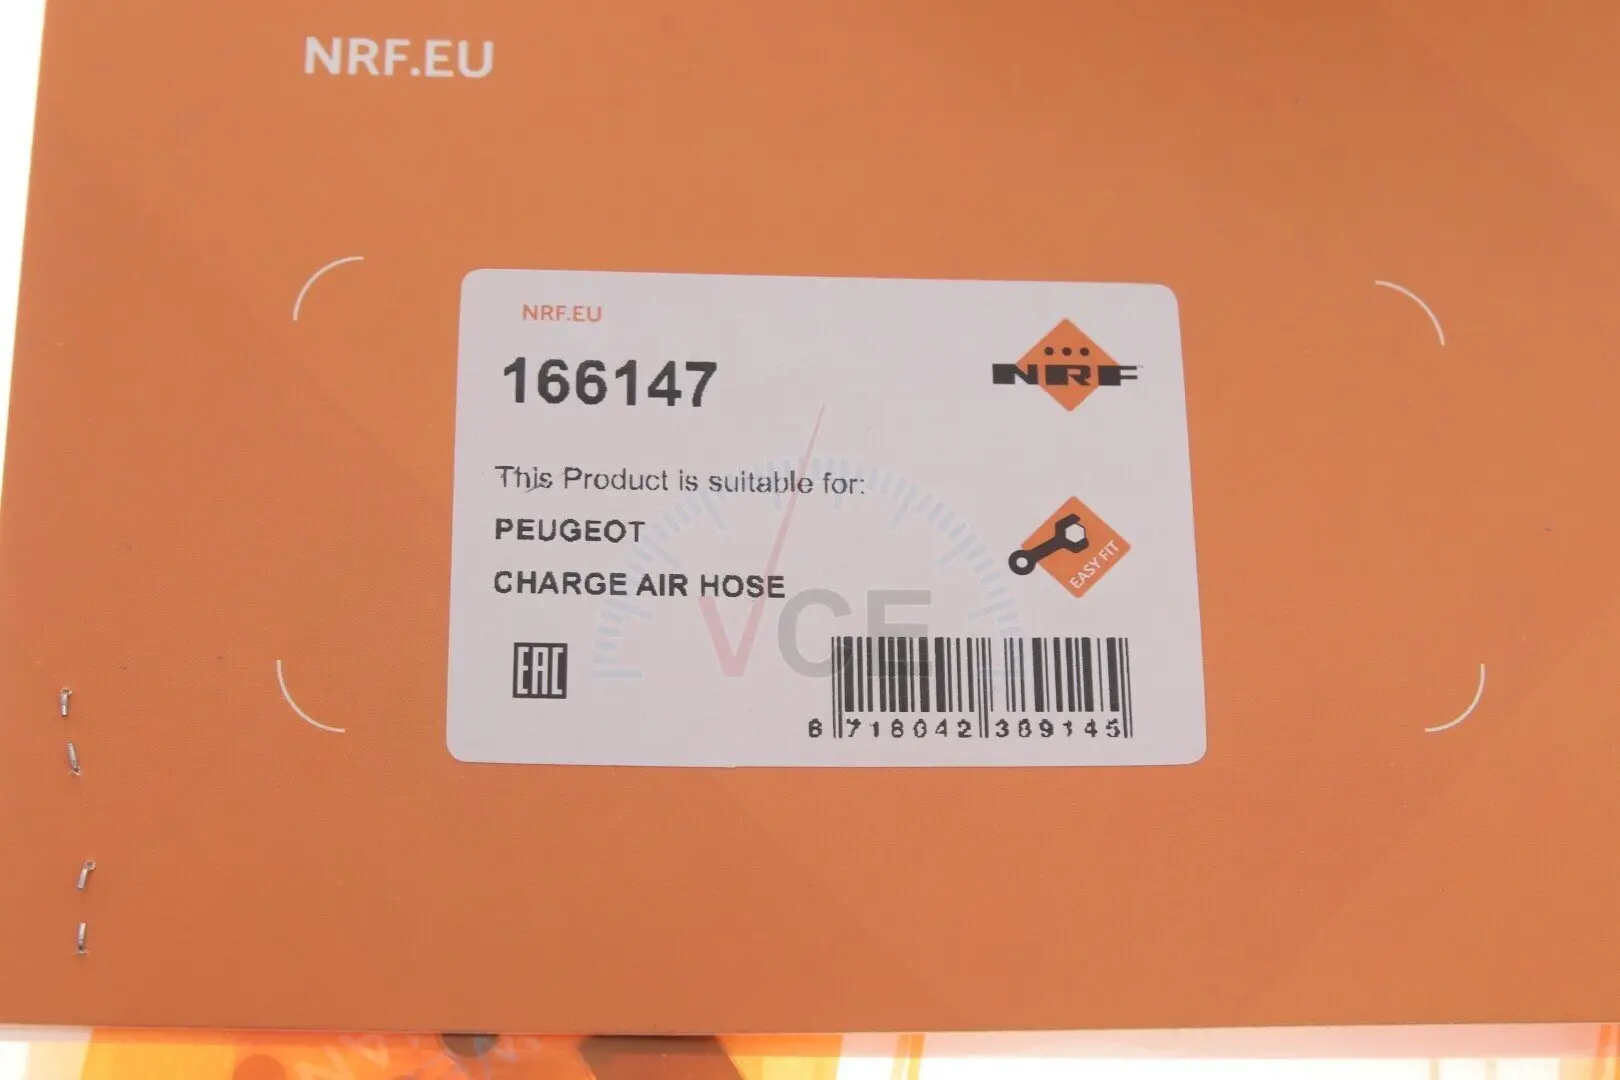 NRF.EU
NRF.EU
166147
NRF
This Product is suitable for:
PEUGEOT
CHARGE AIR HOSE
EASY FIT
VCE
EAC
8 718042 389145